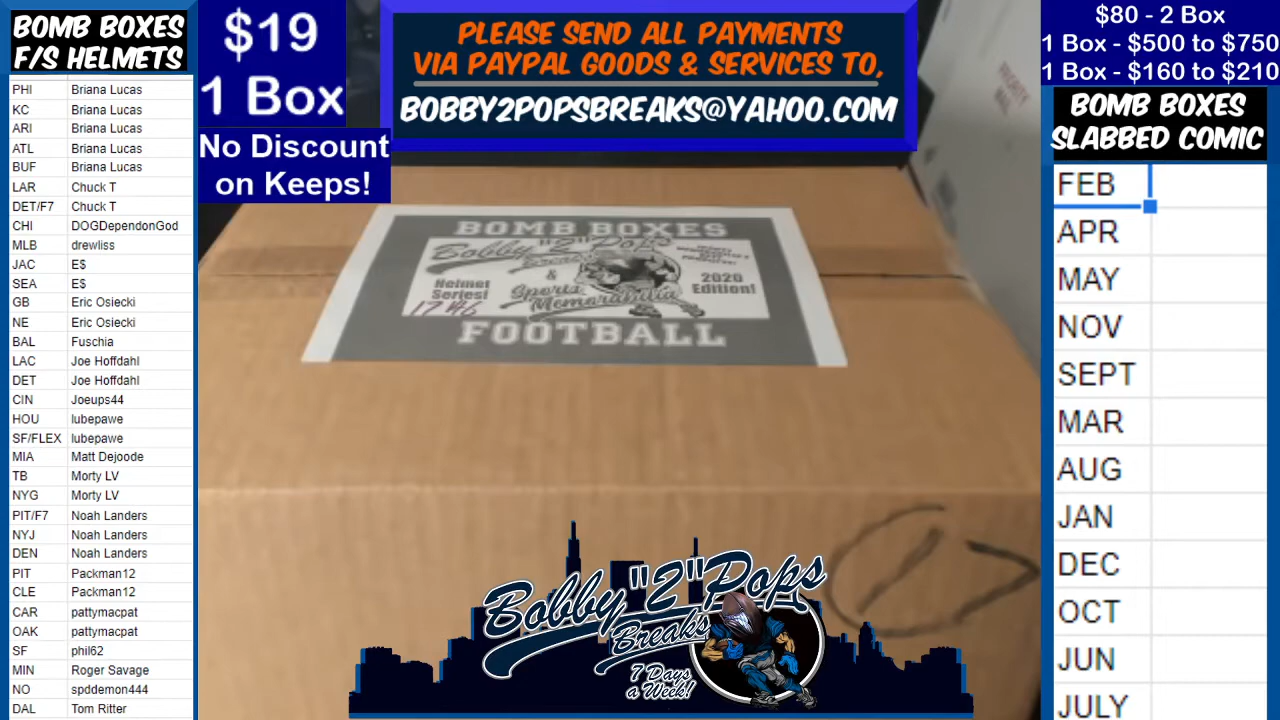 BOMB BOXES
F/S HELMETS
PHI Briana Lucas
KC Briana Lucas
ARI Briana Lucas
ATL Briana Lucas
BUF Briana Lucas
LAR Chuck T
DET/F7 Chuck T
CHI DOGDependonGod
MLB drewliss
JAC E$
SEA E$
GB Eric Osiecki
NE Eric Osiecki
BAL Fuschia
LAC Joe Hoffdahl
DET Joe Hoffdahl
CIN Joeups44
HOU lubepawe
SF/FLEX lubepawe
MIA Matt Dejoode
TB Morty LV
NYG Morty LV
PIT/F7 Noah Landers
NYJ Noah Landers
DEN Noah Landers
PIT Packman12
CLE Packman12
CAR pattymacpat
OAK pattymacpat
SF phil62
MIN Roger Savage
NO spddemon444
DAL Tom Ritter
$19
1 Box
No Discount
on Keeps!
PLEASE SEND ALL PAYMENTS
VIA PAYPAL GOODS & SERVICES TO,
BOBBY2POPSBREAKS@YAHOO.COM
BOMB BOXES
Bobby "2" Pops
Breaks
&
Sports
Memorabilia
Helmet
Series!
17 #6
2020
Edition!
FOOTBALL
17
Bobby "2" Pops
Breaks
7 Days
a Week!
$80 - 2 Box
1 Box - $500 to $750
1 Box - $160 to $210
BOMB BOXES
SLABBED COMIC
FEB
APR
MAY
NOV
SEPT
MAR
AUG
JAN
DEC
OCT
JUN
JULY